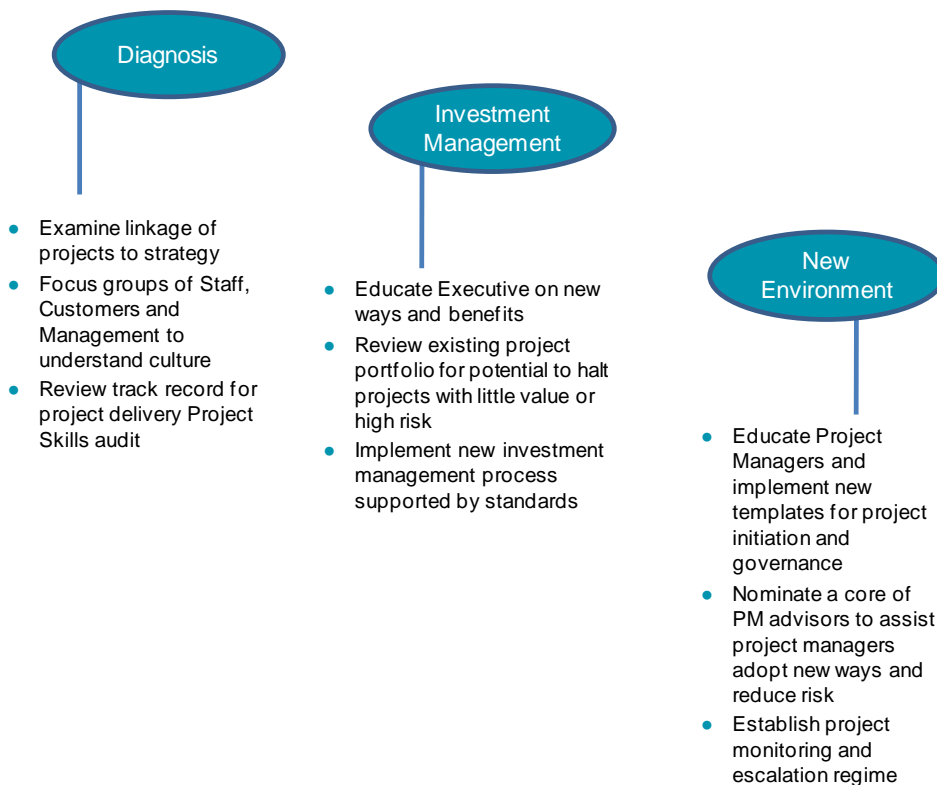 Diagnosis
Examine linkage of
projects to strategy
Focus groups of Staff,
Customers and
Management to
understand culture
Review track record for
project delivery Project
Skills audit
Investment
Management
Educate Executive on new
ways and benefits
Review existing project
portfolio for potential to halt
projects with little value or
high risk
Implement new investment
management process
supported by standards
New
Environment
Educate Project
Managers and
implement new
templates for project
initiation and
governance
Nominate a core of
PM advisors to assist
project managers
adopt new ways and
reduce risk
Establish project
monitoring and
escalation regime